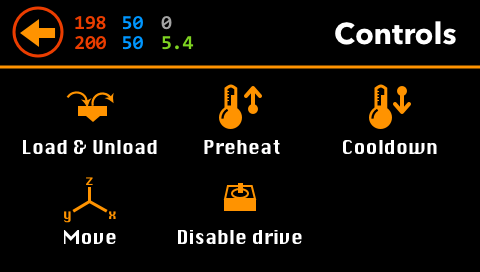 198 50 0
200 50 5.4
Controls
Load & Unload Preheat Cooldown
z
y x
Move Disable drive